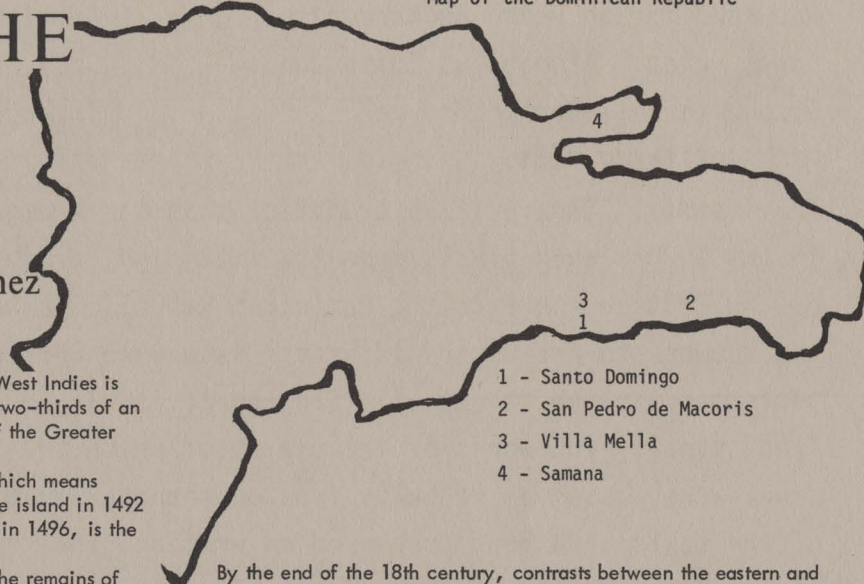 Map of the Dominican Republic
HE
4
nez
3
2
1
1 - Santo Domingo
2 - San Pedro de Macoris
3 - Villa Mella
4 - Samana
West Indies is
two-thirds of an
f the Greater
hich means
e island in 1492
in 1496, is the
he remains of
By the end of the 18th century, contrasts between the eastern and